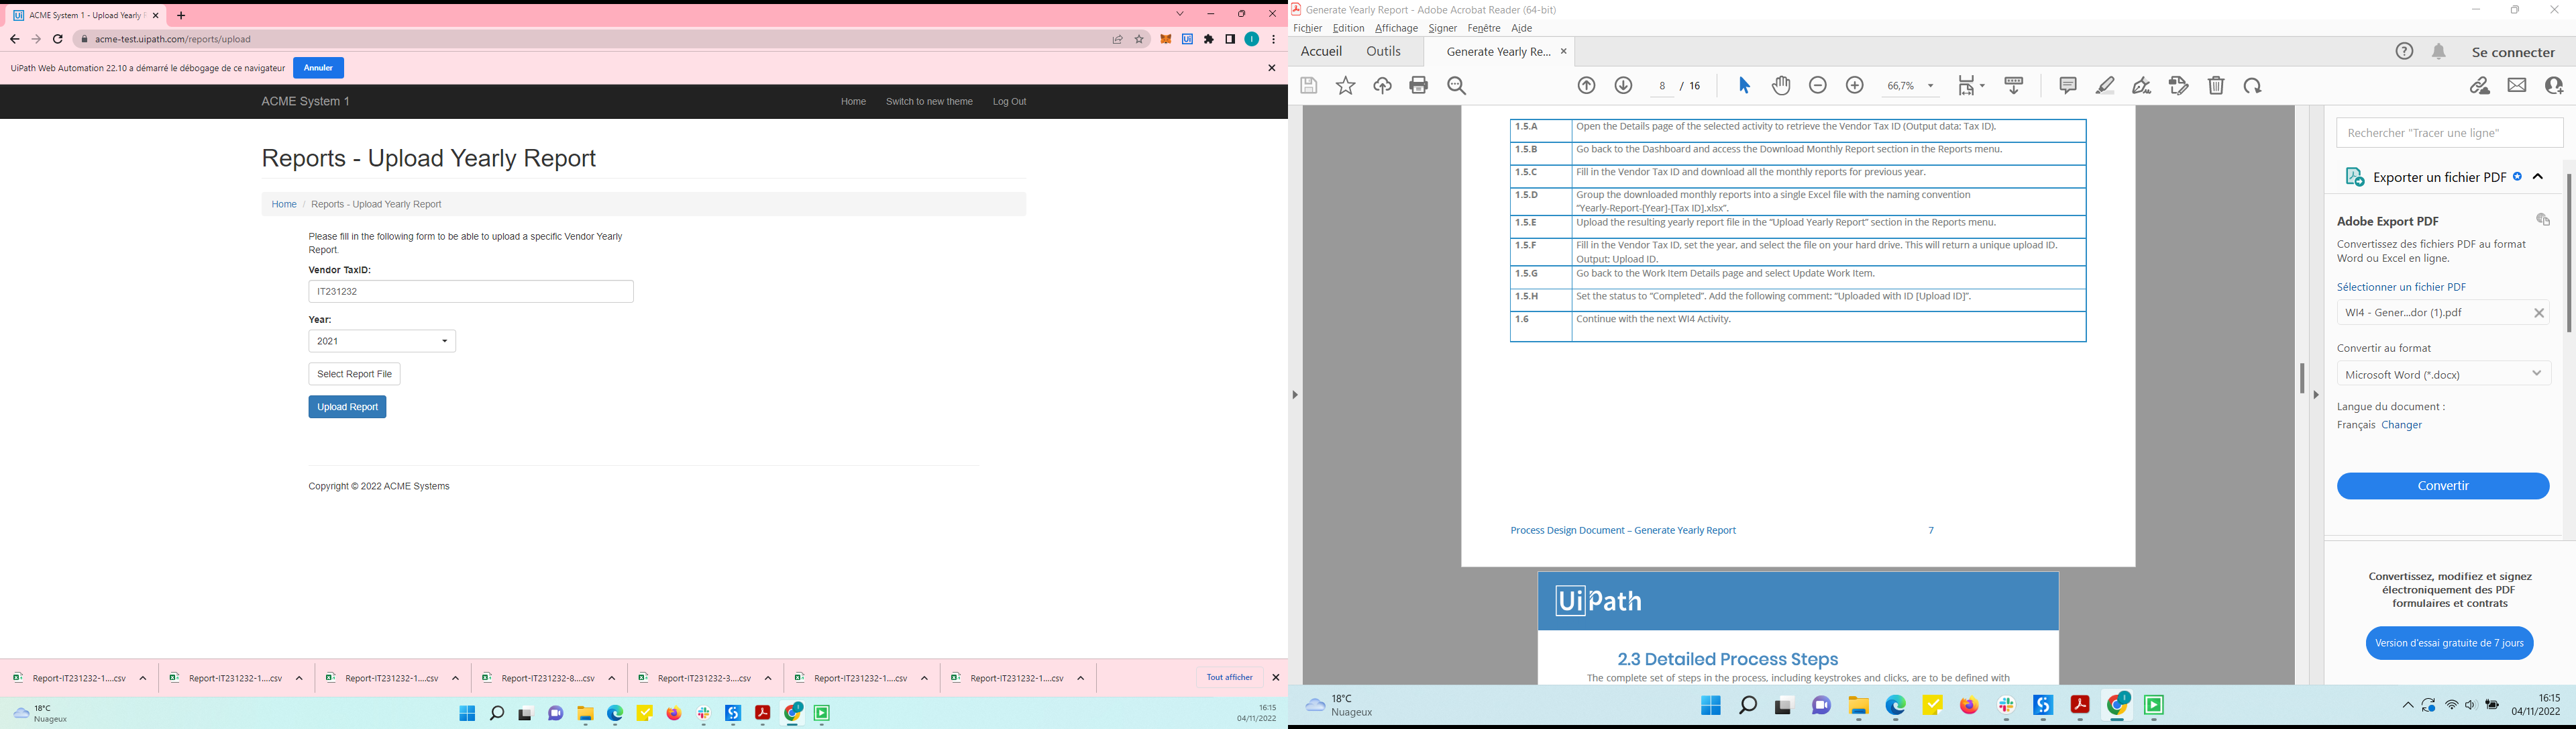 ACME System 1 - Upload Yearly R
acme-test.uipath.com/reports/upload
UiPath Web Automation 22.10 a démarré le débogage de ce navigateur
Annuler
ACME System 1
Home
Switch to new theme
Log Out
Reports - Upload Yearly Report
Home / Reports - Upload Yearly Report
Please fill in the following form to be able to upload a specific Vendor Yearly
Report.
Vendor TaxID:
IT231232
Year:
2021
Select Report File
Upload Report
Copyright © 2022 ACME Systems
Report-IT231232-1....csv
Report-IT231232-1....csv
Report-IT231232-1....csv
Report-IT231232-8....csv
Report-IT231232-3....csv
Report-IT231232-1....csv
Report-IT231232-1....csv
Tout afficher
18°C
Nuageux
16:15
04/11/2022
Generate Yearly Report - Adobe Acrobat Reader (64-bit)
Fichier Edition Affichage Signer Fenêtre Aide
Accueil
Outils
Generate Yearly Re...
Se connecter
8 / 16
66,7%
1.5.A Open the Details page of the selected activity to retrieve the Vendor Tax ID (Output data: Tax ID).
1.5.B Go back to the Dashboard and access the Download Monthly Report section in the Reports menu.
1.5.C Fill in the Vendor Tax ID and download all the monthly reports for previous year.
1.5.D Group the downloaded monthly reports into a single Excel file with the naming convention
“Yearly-Report-[Year]-[Tax ID].xlsx”.
1.5.E Upload the resulting yearly report file in the “Upload Yearly Report” section in the Reports menu.
1.5.F Fill in the Vendor Tax ID, set the year, and select the file on your hard drive. This will return a unique upload ID.
Output: Upload ID.
1.5.G Go back to the Work Item Details page and select Update Work Item.
1.5.H Set the status to “Completed”. Add the following comment: “Uploaded with ID [Upload ID]”.
1.6 Continue with the next WI4 Activity.
Process Design Document – Generate Yearly Report 7
UiPath
2.3 Detailed Process Steps
The complete set of steps in the process, including keystrokes and clicks, are to be defined with
Rechercher "Tracer une ligne"
Exporter un fichier PDF
Adobe Export PDF
Convertissez des fichiers PDF au format
Word ou Excel en ligne.
Sélectionner un fichier PDF
WI4 - Gener...dor (1).pdf
Convertir au format
Microsoft Word (*.docx)
Langue du document :
Français Changer
Convertir
Convertissez, modifiez et signez
électroniquement des PDF
formulaires et contrats
Version d'essai gratuite de 7 jours
18°C
Nuageux
16:15
04/11/2022